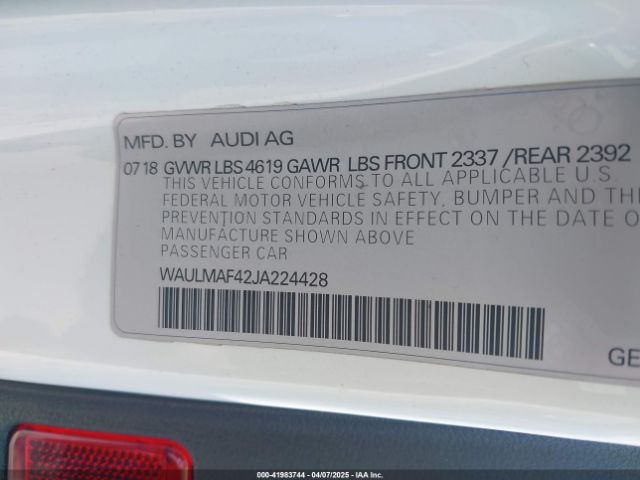 MFD. BY AUDI AG
07 18 GVWR LBS 4619 GAWR LBS FRONT 2337 /REAR 2392
THIS VEHICLE CONFORMS TO ALL APPLICABLE U.S.
FEDERAL MOTOR VEHICLE SAFETY, BUMPER AND THE
PREVENTION STANDARDS IN EFFECT ON THE DATE O
MANUFACTURE SHOWN ABOVE
PASSENGER CAR
WAULMAF42JA224428
GE
000-41983744 - 04/07/2025 - IAA, Inc.